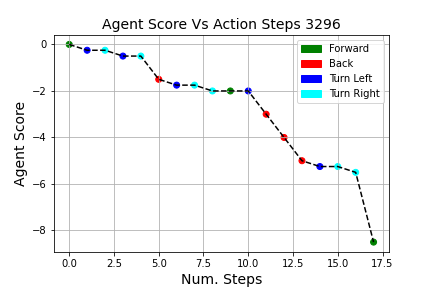 Agent Score Vs Action Steps 3296
Forward
Back
Turn Left
Turn Right
Agent Score
0
−2
−4
−6
−8
0.0 2.5 5.0 7.5 10.0 12.5 15.0 17.5
Num. Steps